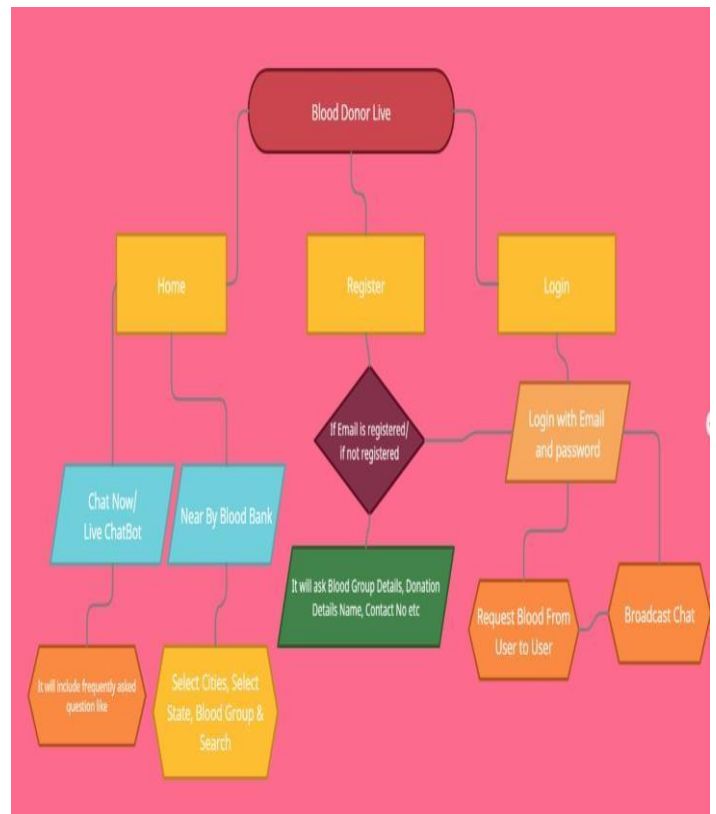 Blood Donor Live
Home
Register
Login
If Email is registered/
if not registered
Login with Email
and password
Chat Now/
Live ChatBot
Near By Blood Bank
It will ask Blood Group Details, Donation
Details Name, Contact No etc
Request Blood From
User to User
Broadcast Chat
It will include frequently asked
question like
Select Cities, Select
State, Blood Group &
Search